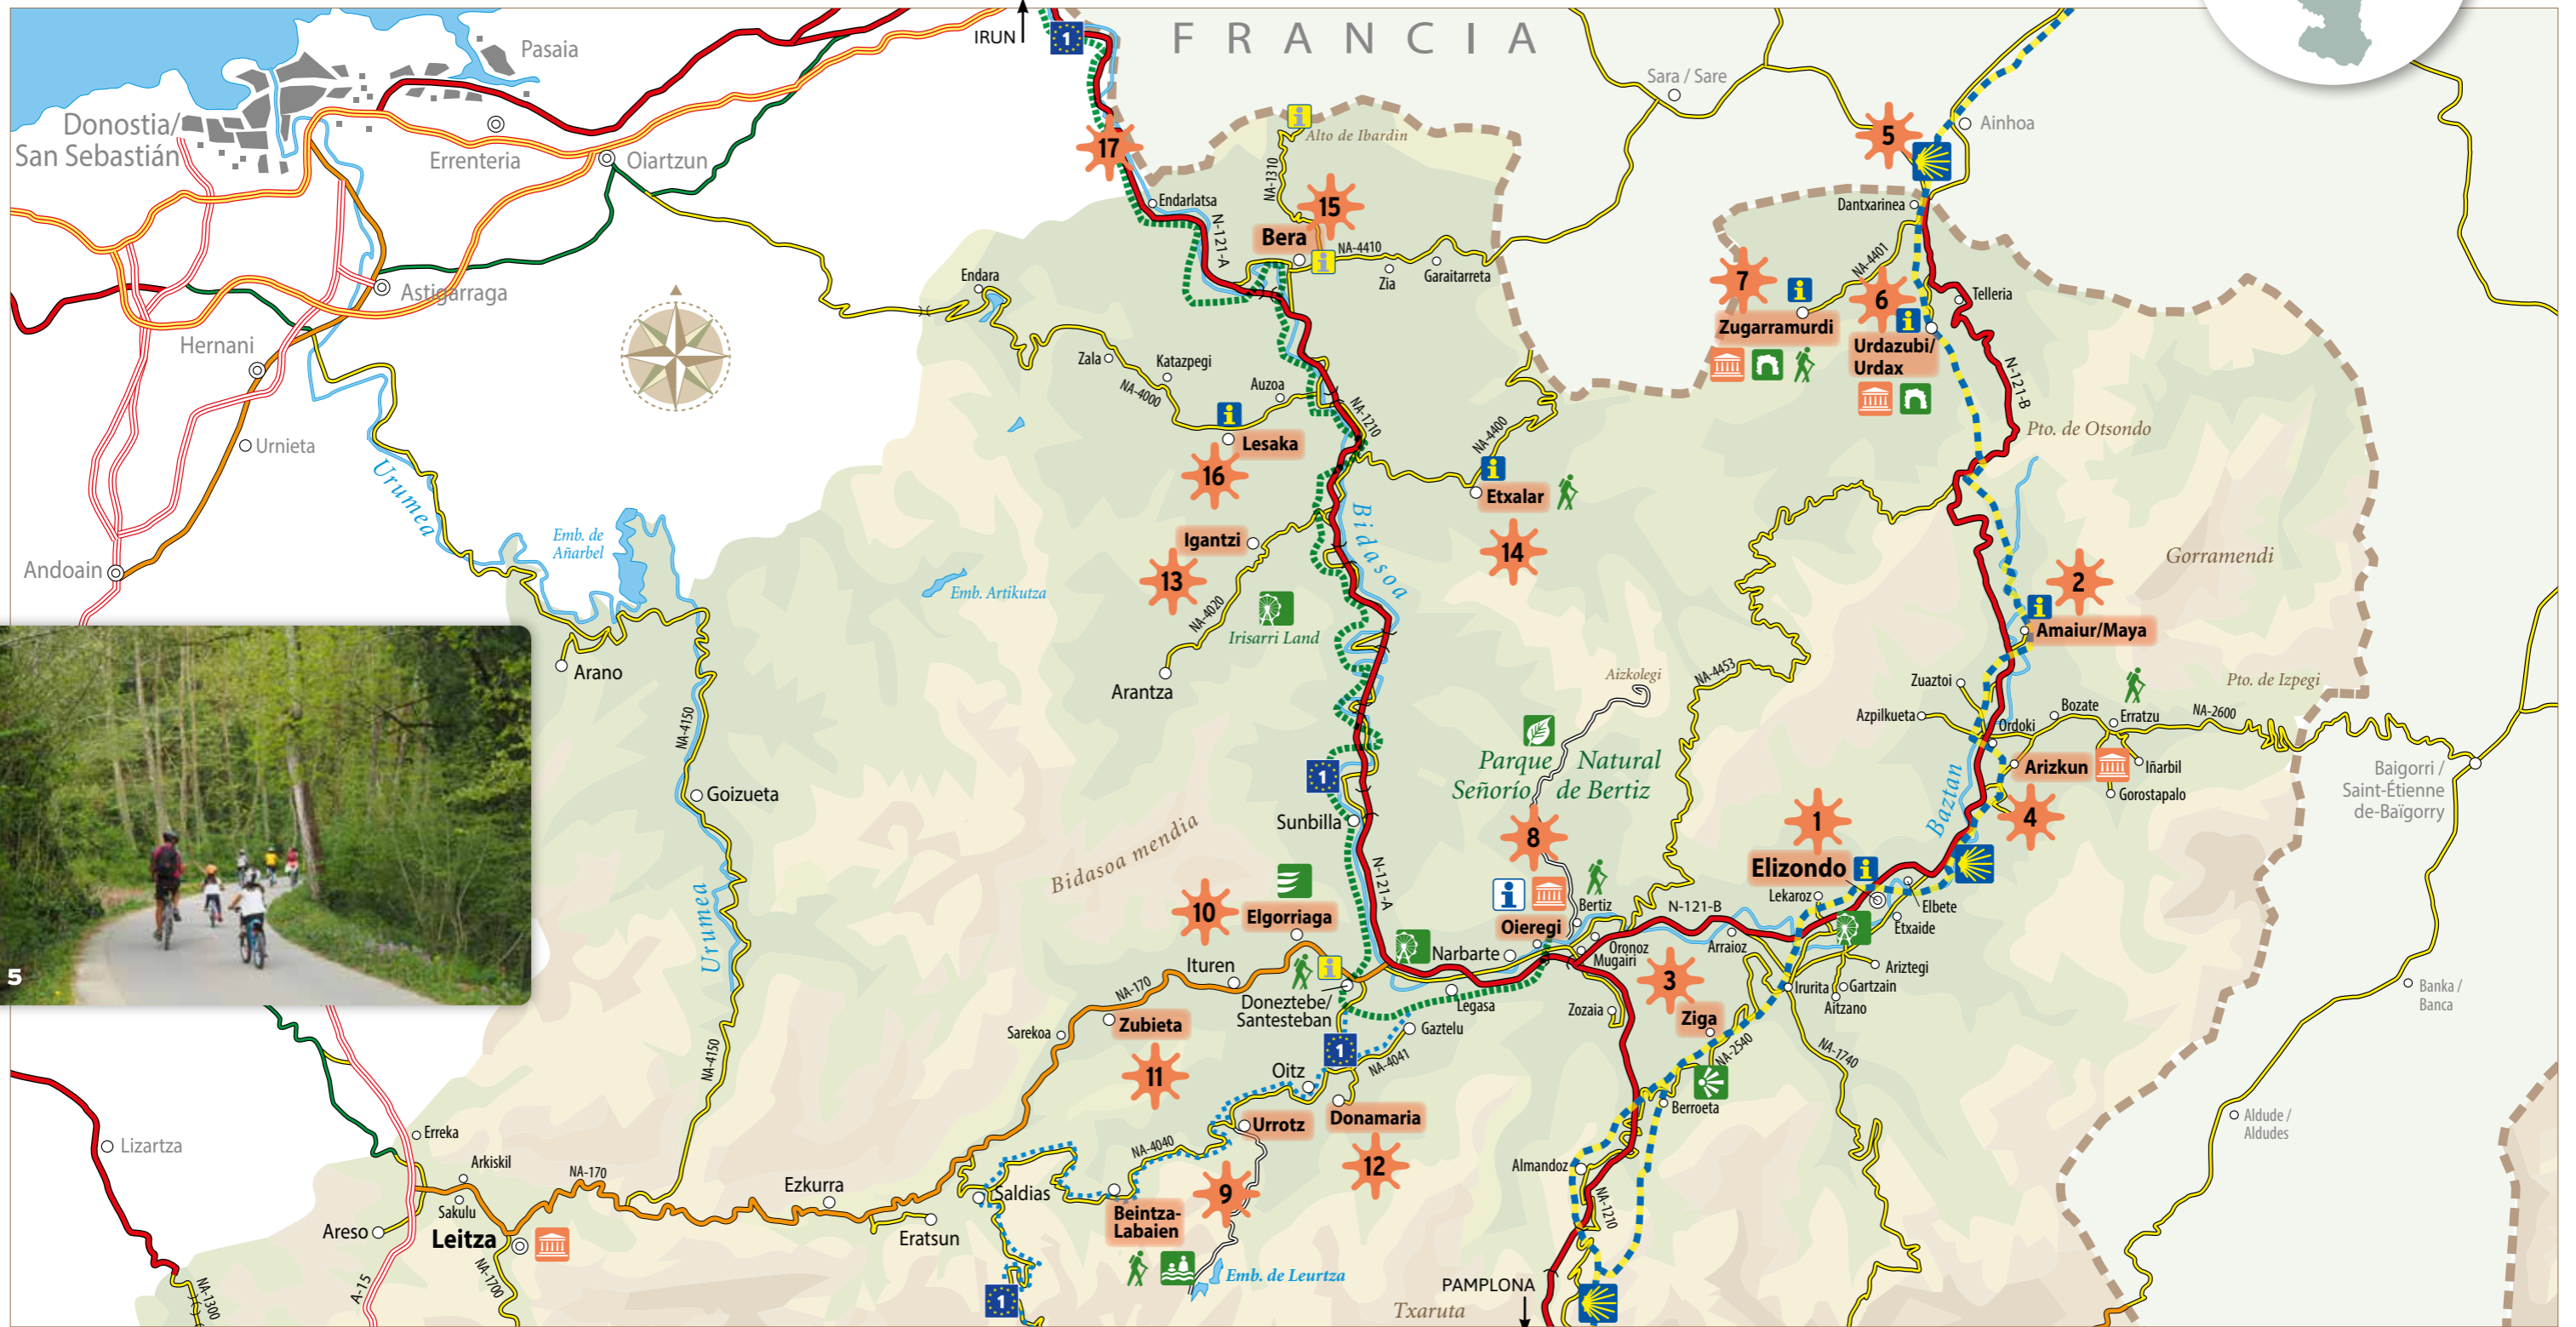 IRUN
1
FRANCIA
Pasaia
Donostia/
San Sebastián
Errenteria
Oiartzun
Sara / Sare
Ainhoa
5
i
Alto de Ibardin
17
NA-1310
15
Endarlatsa
N-121-A
Bera
i
NA-4410
Zia
Garaitarreta
Dantxarinea
NA-4401
7
i
6
i
Zugarramurdi
Urdazubi/
Urdax
Telleria
N-121-B
Pto. de Otsondo
Endara
Astigarraga
Hernani
Urnieta
Urumea
Andoain
Zala
Katazpegi
NA-4000
Auzoa
NA-1210
i
Lesaka
16
NA-4400
i
Etxalar
14
Bidasoa
Igantzi
13
NA-4020
Irisarri Land
Arantza
Emb. de
Añarbel
Emb. Artikutza
Gorramendi
2
i
Amaiur/Maya
Arano
NA-4150
Goizueta
Urumea
NA-4150
Aizkolegi
NA-4453
Parque Natural
Señorío de Bertiz
Zuaztoi
Azpilkueta
Ordoki
Bozate
Erratzu
NA-2600
Pto. de Izpegi
Arizkun
Iñarbil
Gorostapalo
4
Baztan
Baigorri /
Saint-Étienne
de-Baïgorry
1
Sunbilla
N-121-A
Bidasoa mendia
8
i
Bertiz
Oieregi
1
Elizondo
i
Lekaroz
Elbete
Etxaide
N-121-B
10
Elgorriaga
Narbarte
Oronoz
Mugairi
Arraioz
Ariztegi
Irurita
Gartzain
Aitzano
Ituren
NA-170
i
Doneztebe/
Santesteban
Legasa
Zozaia
3
Ziga
NA-2540
NA-1740
Banka /
Banca
5
Sarekoa
Zubieta
11
1
Gaztelu
NA-4041
Oitz
Donamaria
12
Urrotz
Berroeta
Aldude /
Aldudes
Lizartza
Erreka
Arkiskil
NA-170
Sakulu
Areso
Leitza
NA-1700
A-15
NA-1300
Ezkurra
Eratsun
Saldias
NA-4040
Beintza-
Labaien
9
Emb. de Leurtza
1
Almandoz
NA-1210
PAMPLONA
Txaruta